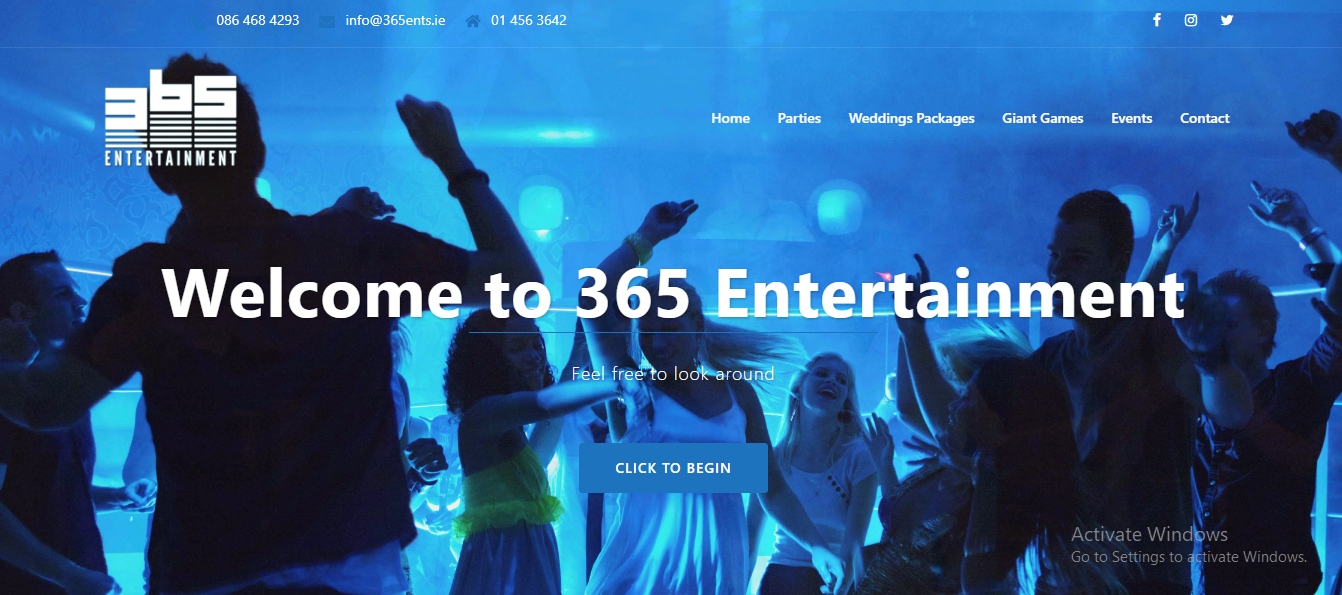 086 468 4293 info@365ents.ie 01 456 3642
365
ENTERTAINMENT
Home Parties Weddings Packages Giant Games Events Contact
Welcome to 365 Entertainment
Feel free to look around
CLICK TO BEGIN
Activate Windows
Go to Settings to activate Windows.